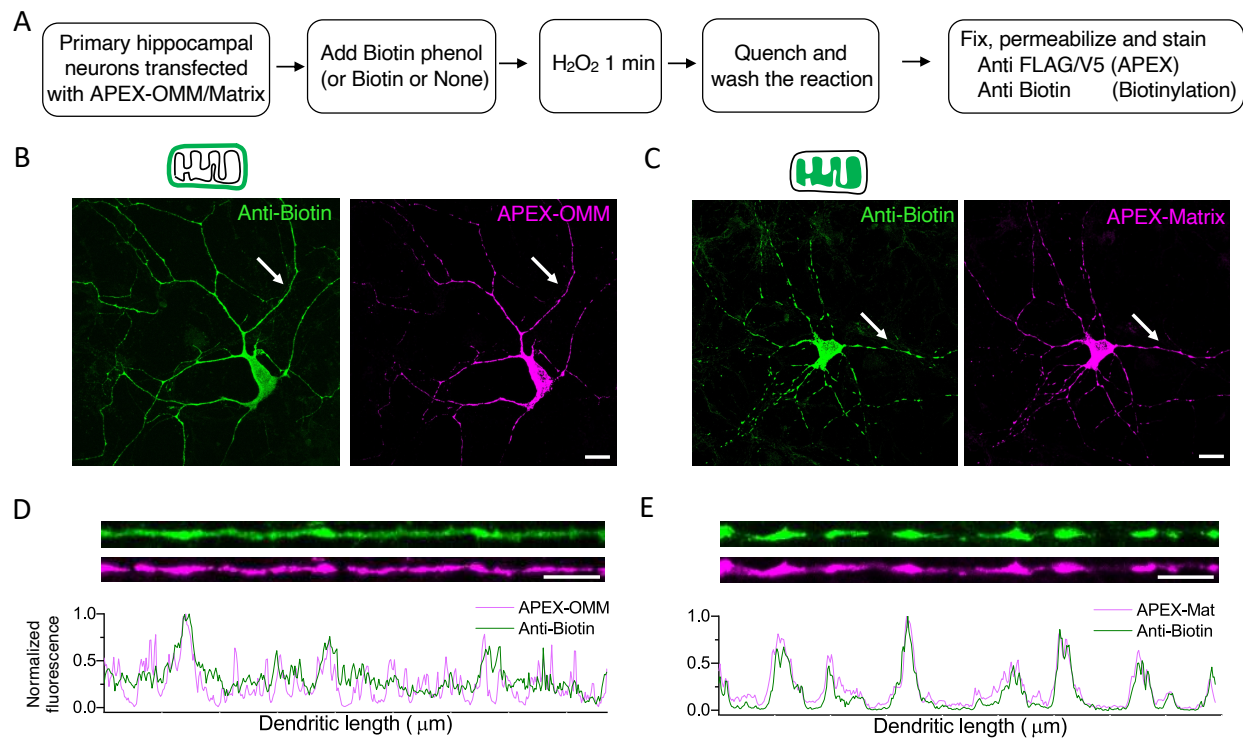 A
Primary hippocampal
neurons transfected
with APEX-OMM/Matrix
Add Biotin phenol
(or Biotin or None)
H₂O₂ 1 min
Quench and
wash the reaction
Fix, permeabilize and stain
Anti FLAG/V5 (APEX)
Anti Biotin (Biotinylation)
B
Anti-Biotin
APEX-OMM
C
Anti-Biotin
APEX-Matrix
D
APEX-OMM
Anti-Biotin
Normalized
fluorescence
1.0
0.5
0.0
Dendritic length ( μm)
E
APEX-Mat
Anti-Biotin
1.0
0.5
0.0
Dendritic length ( μm)